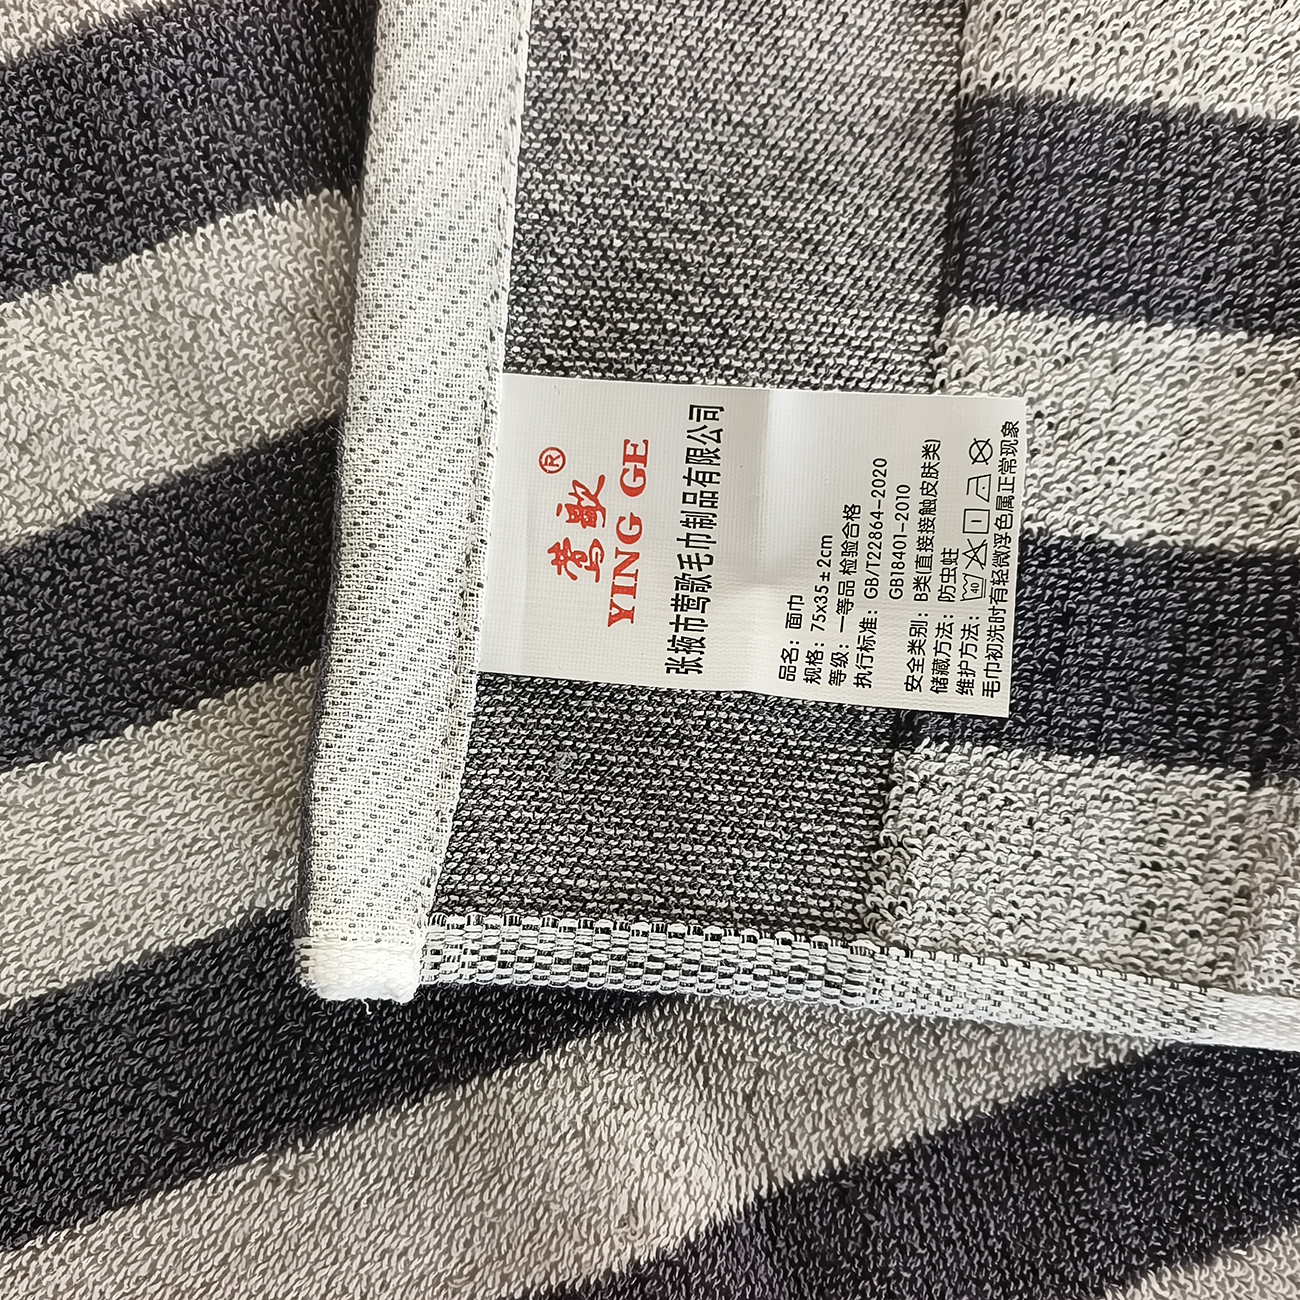 莺歌®
YING GE
张掖市莺歌毛巾制品有限公司
品名：面巾
规格：75x35±2cm
等级：一等品 检验合格
执行标准：GB/T22864-2020
GB18401-2010
安全类别：B类(直接接触皮肤类)
储藏方法：防虫蛀
维护方法：40
毛巾初洗时有轻微浮色属正常现象